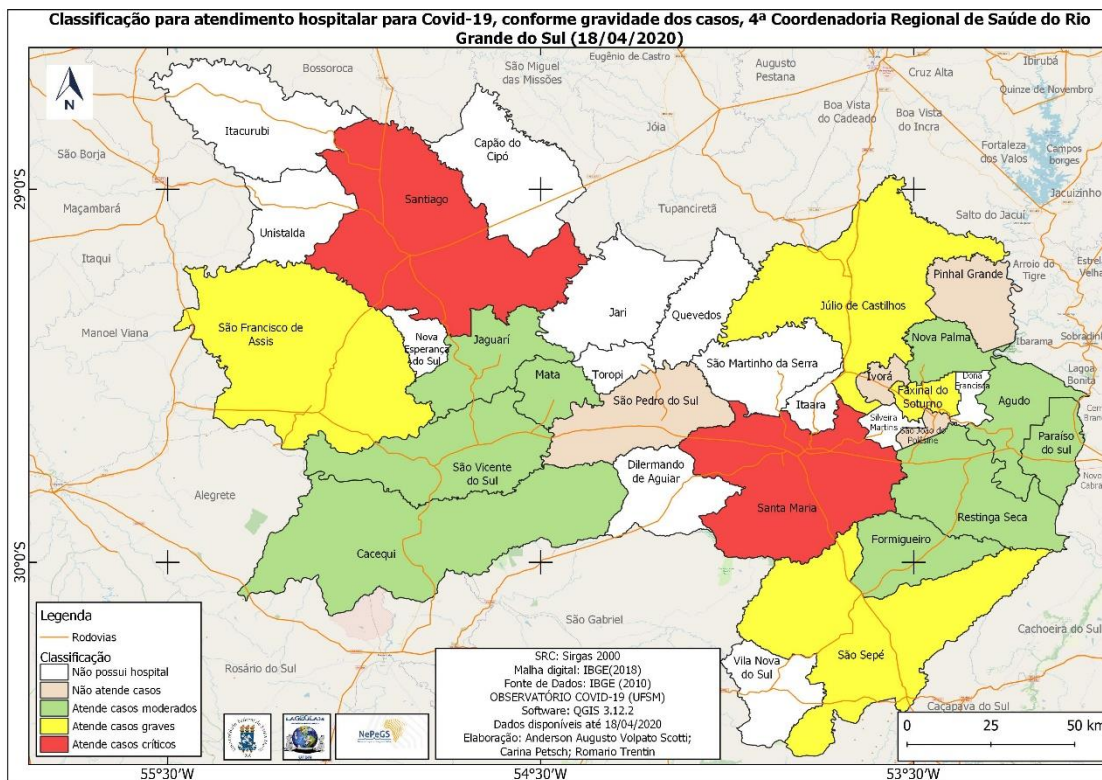 Classificação para atendimento hospitalar para Covid-19, conforme gravidade dos casos, 4ª Coordenadoria Regional de Saúde do Rio
Grande do Sul (18/04/2020)
Bossoroca
São Miguel
das Missões
Eugênio de Castro
Augusto
Pestana
Cruz Alta
Ibirubá
Quinze de Novembro
N
Itacurubi
Capão do
Cipó
Jóia
Boa Vista
do Cadeado
Boa Vista
do Incra
Fortaleza
dos Valos
Campos
borges
São Borja
29°0'S
Santiago
Jacuizinho
Maçambará
Unistalda
Tupanciretã
Salto do Jacui
Itaqui
Pinhal Grande
Arroio do
Tigre
Estrel
Velha
Manoel Viana
São Francisco de
Assis
Nova
Esperança
do Sul
Jaguarí
Jari
Quevedos
Júlio de Castilhos
Nova Palma
Ibarama
Sobradinh
Mata
Toropi
São Martinho da Serra
Ivorá
Dona
Francisca
Lagoa
Bonita
São Pedro do Sul
Itaara
Faxinal do
Soturno
Agudo
Silveira
Martins
São João do
Polêsine
Paraíso
do sul
São Vicente
do Sul
Dilermando
de Aguiar
Alegrete
Santa Maria
Restinga Seca
Cacequi
Formigueiro
30°0'S
São Gabriel
Cachoeira do Sul
Rosário do Sul
Vila Nova
do Sul
São Sepé
Caçapava do Sul
Legenda
Rodovias
Classificação
Não possui hospital
Não atende casos
Atende casos moderados
Atende casos graves
Atende casos críticos
NePeGS
SRC: Sirgas 2000
Malha digital: IBGE(2018)
Fonte de Dados: IBGE (2010)
OBSERVATÓRIO COVID-19 (UFSM)
Software: QGIS 3.12.2
Dados disponíveis até 18/04/2020
Elaboração: Anderson Augusto Volpato Scotti;
Carina Petsch; Romario Trentin
0 25 50 km
55°30'W 54°30'W 53°30'W